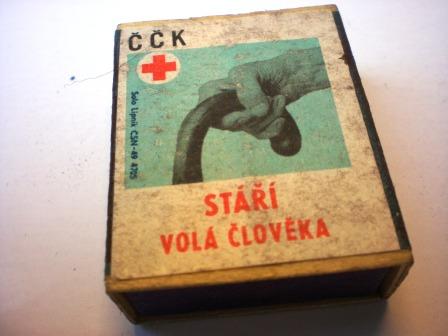 ČČK
Solo Lipník ČSN-49 4705
STÁŘÍ
VOLÁ ČLOVĚKA